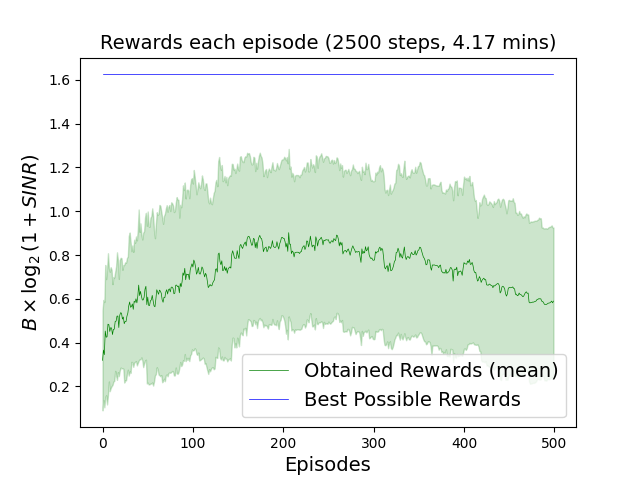 Rewards each episode (2500 steps, 4.17 mins)
1.6
1.4
1.2
1.0
0.8
0.6
0.4
0.2
B × log₂ (1 + SINR)
Obtained Rewards (mean)
Best Possible Rewards
0 100 200 300 400 500
Episodes